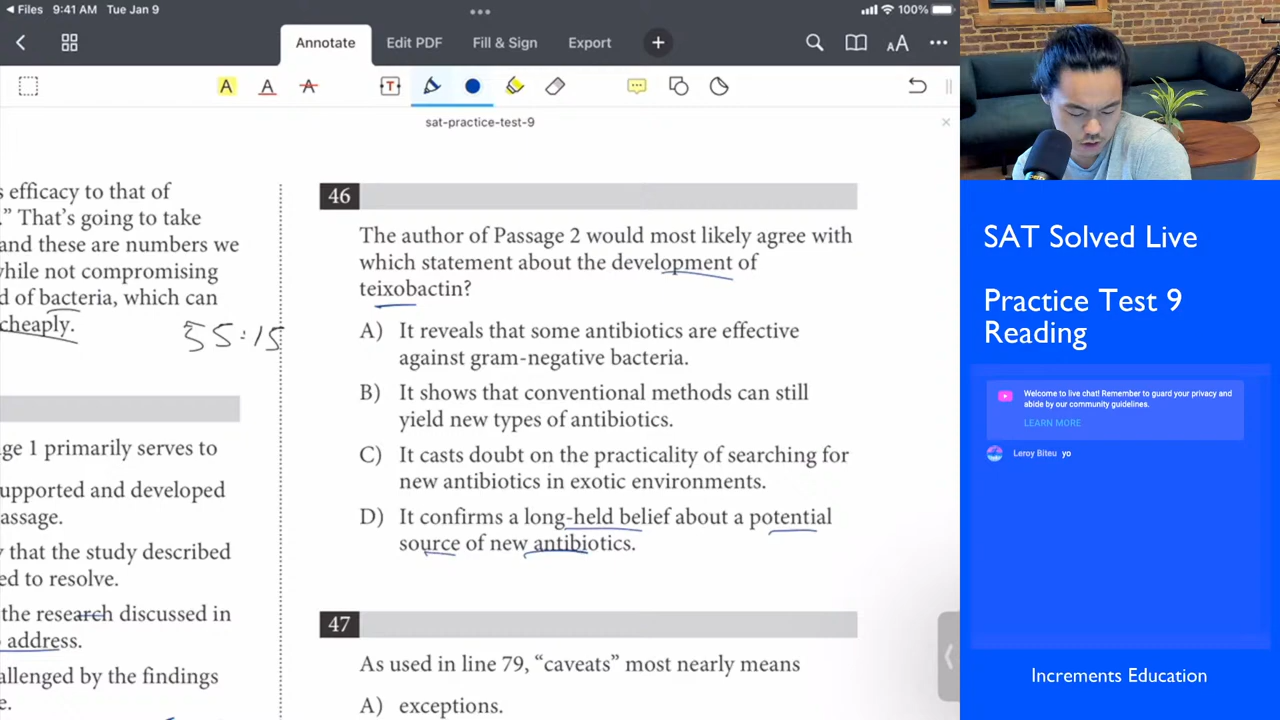 Files 9:41 AM Tue Jan 9
100%
Annotate Edit PDF Fill & Sign Export
A A A T AA
sat-practice-test-9
s efficacy to that of
.” That’s going to take
and these are numbers we
while not compromising
d of bacteria, which can
cheaply.
55:15
ge 1 primarily serves to
upported and developed
assage.
y that the study described
ed to resolve.
the research discussed in
address.
allenged by the findings
e.
46
The author of Passage 2 would most likely agree with
which statement about the development of
teixobactin?
A) It reveals that some antibiotics are effective
against gram-negative bacteria.
B) It shows that conventional methods can still
yield new types of antibiotics.
C) It casts doubt on the practicality of searching for
new antibiotics in exotic environments.
D) It confirms a long-held belief about a potential
source of new antibiotics.
47
As used in line 79, “caveats” most nearly means
A) exceptions.
SAT Solved Live
Practice Test 9
Reading
Welcome to live chat! Remember to guard your privacy and
abide by our community guidelines.
LEARN MORE
Leroy Biteu yo
Increments Education